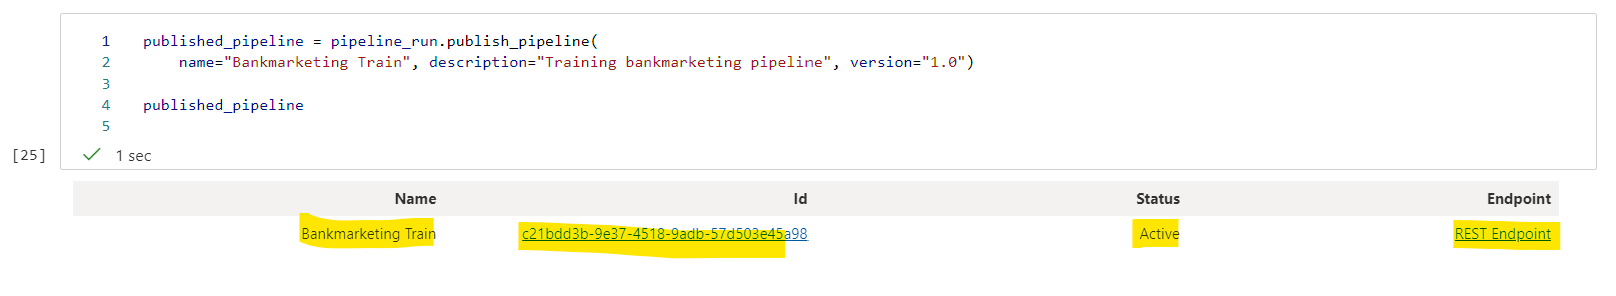 1 published_pipeline = pipeline_run.publish_pipeline(
2 name="Bankmarketing Train", description="Training bankmarketing pipeline", version="1.0")
3
4 published_pipeline
5
[25] 1 sec
Name Id Status Endpoint
Bankmarketing Train c21bdd3b-9e37-4518-9adb-57d503e45a98 Active REST Endpoint